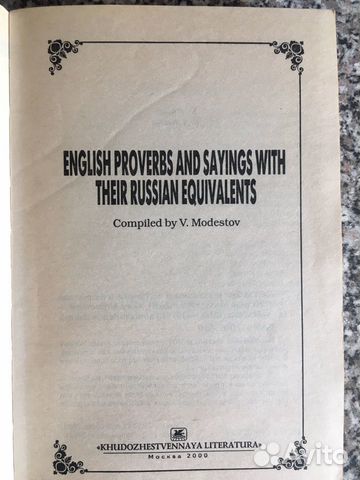 ENGLISH PROVERBS AND SAYINGS WITH
THEIR RUSSIAN EQUIVALENTS
Compiled by V. Modestov
«KHUDOZHESTVENNAYA LITERATURA»
Москва 2000
Avito